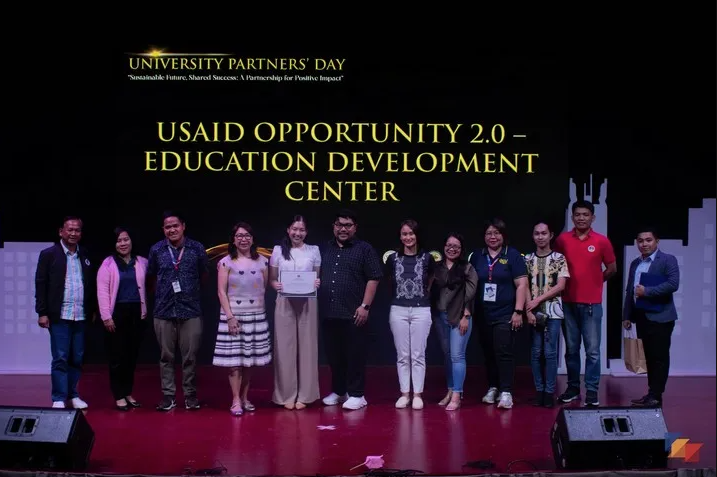 UNIVERSITY PARTNERS' DAY
"Sustainable Future, Shared Success: A Partnership for Positive Impact"
USAID OPPORTUNITY 2.0 –
EDUCATION DEVELOPMENT
CENTER